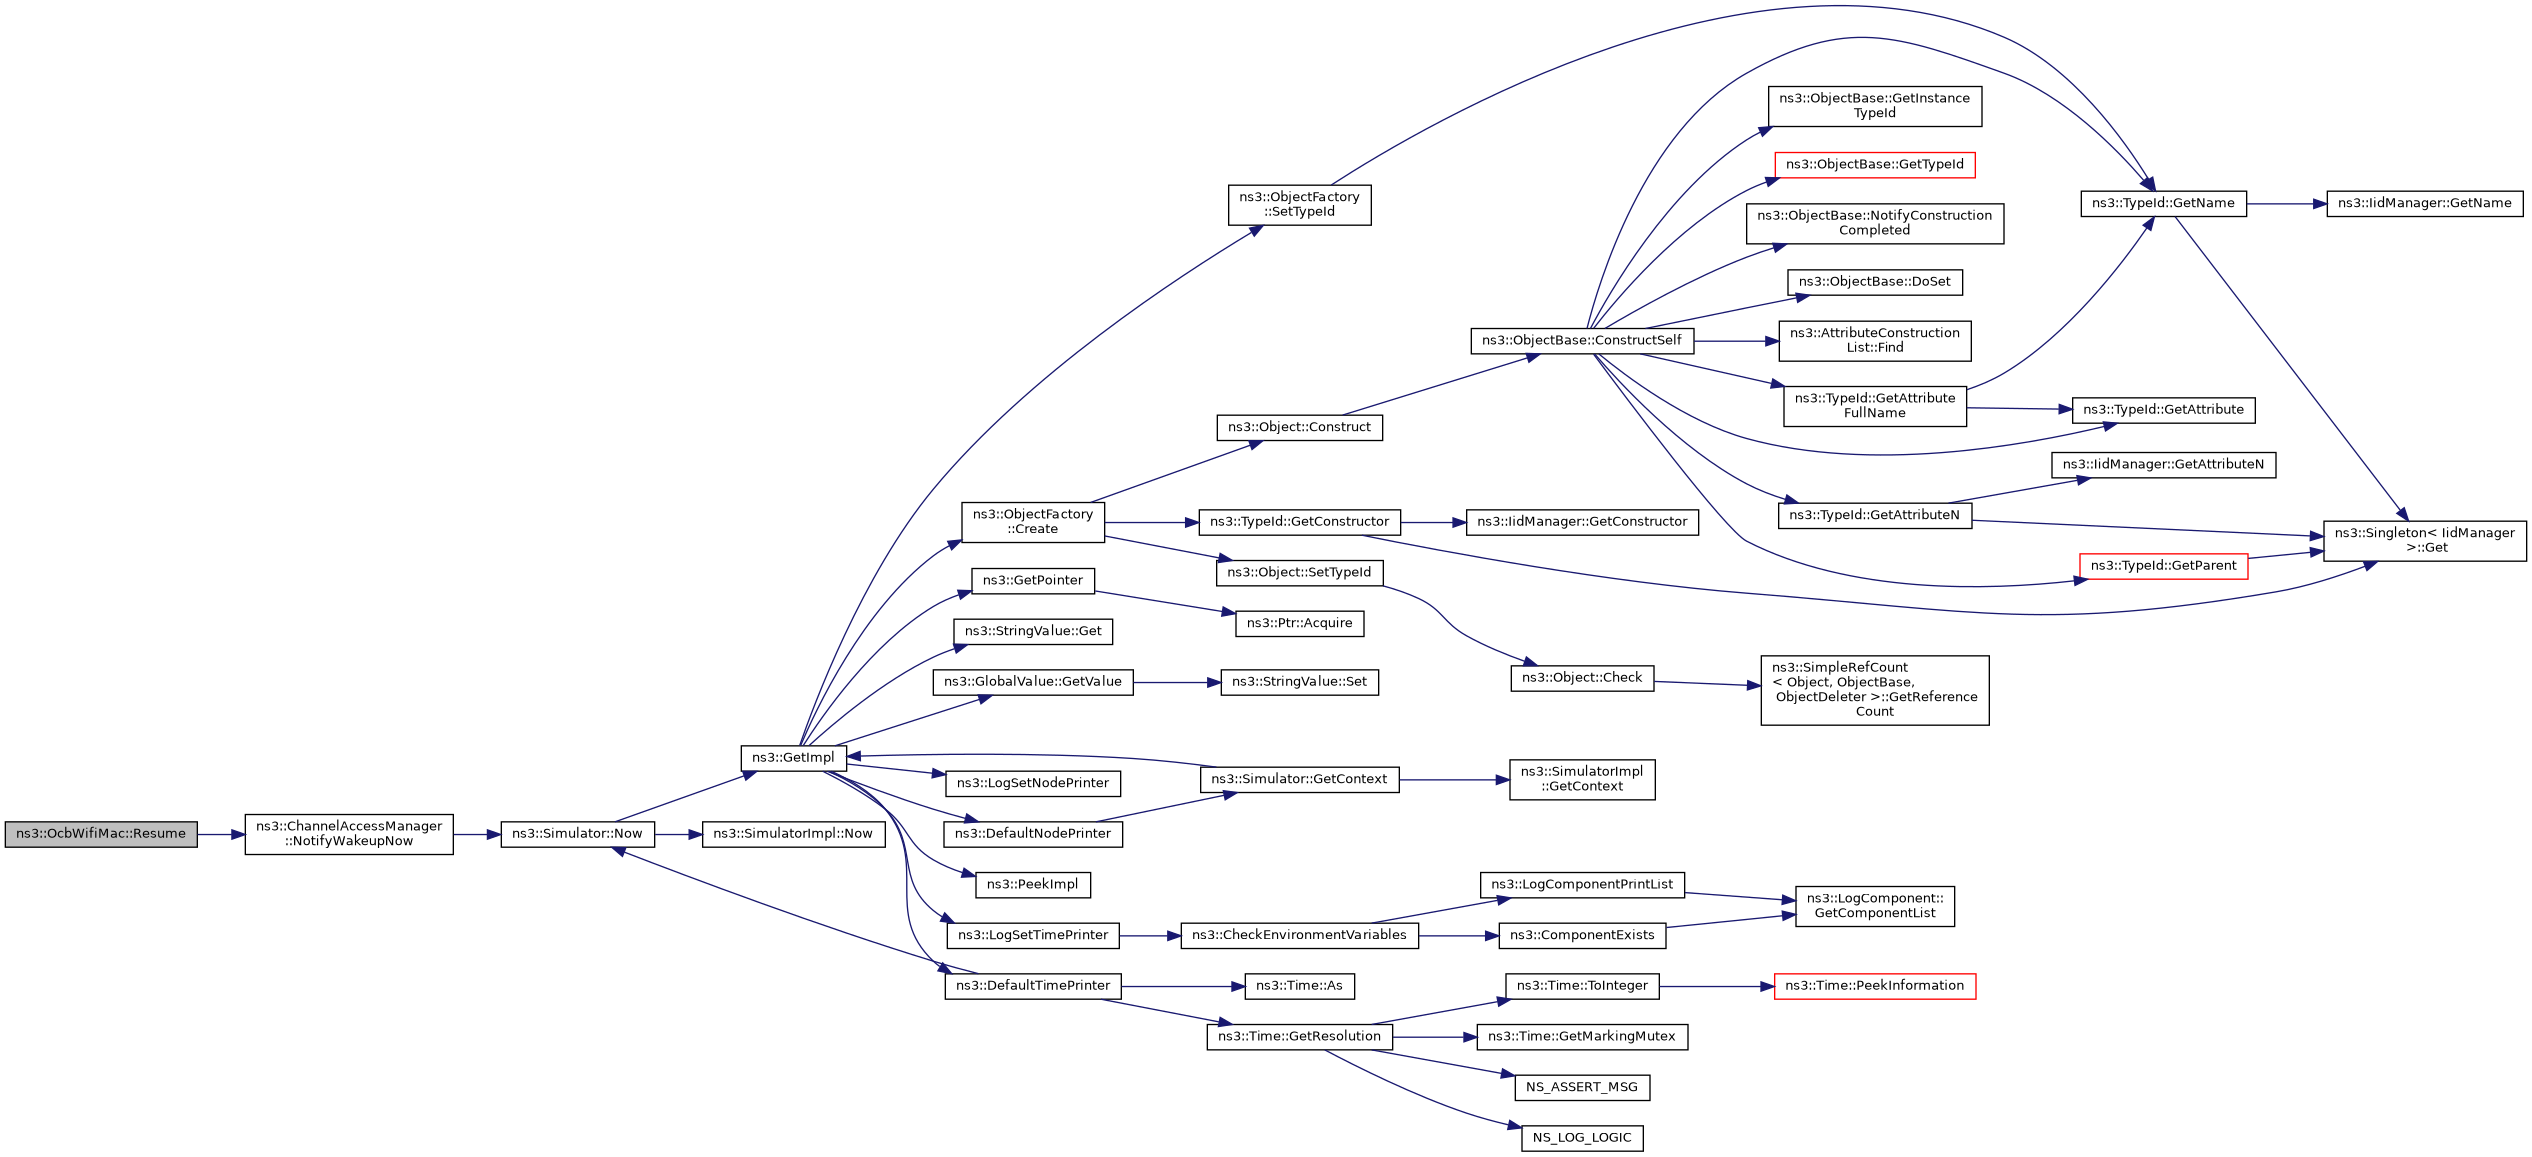 ns3::OcbWifiMac::Resume
ns3::ChannelAccessManager
::NotifyWakeupNow
ns3::Simulator::Now
ns3::GetImpl
ns3::SimulatorImpl::Now
ns3::ObjectFactory
::SetTypeId
ns3::ObjectFactory
::Create
ns3::GetPointer
ns3::StringValue::Get
ns3::GlobalValue::GetValue
ns3::LogSetNodePrinter
ns3::DefaultNodePrinter
ns3::PeekImpl
ns3::LogSetTimePrinter
ns3::DefaultTimePrinter
ns3::Object::Construct
ns3::TypeId::GetConstructor
ns3::Object::SetTypeId
ns3::Ptr::Acquire
ns3::StringValue::Set
ns3::Simulator::GetContext
ns3::CheckEnvironmentVariables
ns3::Time::As
ns3::Time::GetResolution
ns3::ObjectBase::ConstructSelf
ns3::IidManager::GetConstructor
ns3::Object::Check
ns3::SimulatorImpl
::GetContext
ns3::LogComponentPrintList
ns3::ComponentExists
ns3::Time::ToInteger
ns3::Time::GetMarkingMutex
NS_ASSERT_MSG
NS_LOG_LOGIC
ns3::ObjectBase::GetInstance
TypeId
ns3::ObjectBase::GetTypeId
ns3::ObjectBase::NotifyConstruction
Completed
ns3::ObjectBase::DoSet
ns3::AttributeConstruction
List::Find
ns3::TypeId::GetAttribute
FullName
ns3::TypeId::GetAttributeN
ns3::SimpleRefCount
< Object, ObjectBase,
ObjectDeleter >::GetReference
Count
ns3::LogComponent::
GetComponentList
ns3::Time::PeekInformation
ns3::TypeId::GetName
ns3::TypeId::GetAttribute
ns3::IidManager::GetAttributeN
ns3::TypeId::GetParent
ns3::IidManager::GetName
ns3::Singleton< IidManager
>::Get